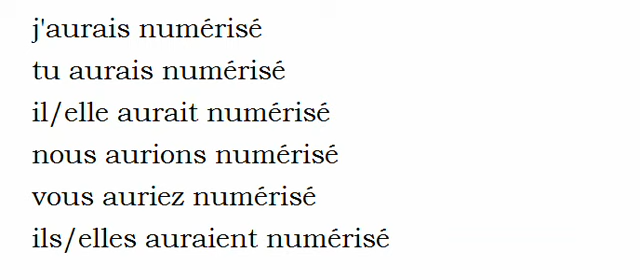 j'aurais numérisé
tu aurais numérisé
il/elle aurait numérisé
nous aurions numérisé
vous auriez numérisé
ils/elles auraient numérisé